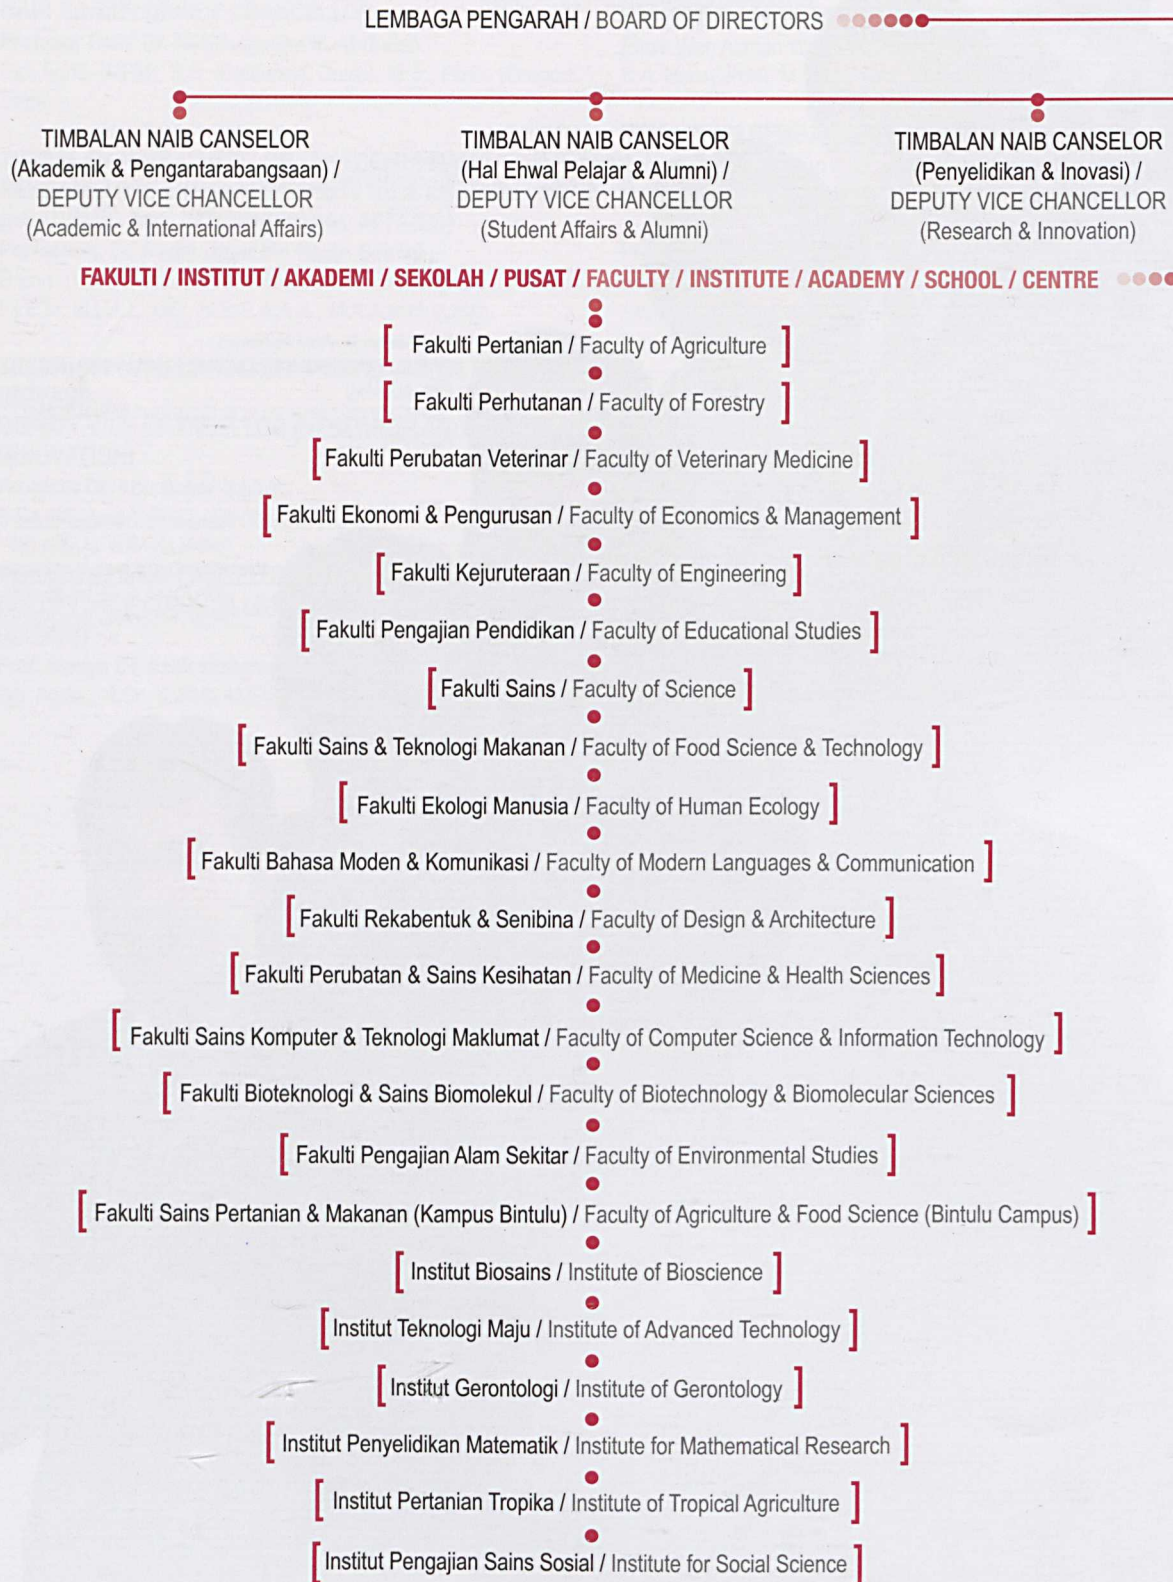 LEMBAGA PENGARAH / BOARD OF DIRECTORS
TIMBALAN NAIB CANSELOR
(Akademik & Pengantarabangsaan) /
DEPUTY VICE CHANCELLOR
(Academic & International Affairs)
TIMBALAN NAIB CANSELOR
(Hal Ehwal Pelajar & Alumni) /
DEPUTY VICE CHANCELLOR
(Student Affairs & Alumni)
TIMBALAN NAIB CANSELOR
(Penyelidikan & Inovasi) /
DEPUTY VICE CHANCELLOR
(Research & Innovation)
FAKULTI / INSTITUT / AKADEMI / SEKOLAH / PUSAT / FACULTY / INSTITUTE / ACADEMY / SCHOOL / CENTRE
[ Fakulti Pertanian / Faculty of Agriculture ]
[ Fakulti Perhutanan / Faculty of Forestry ]
[ Fakulti Perubatan Veterinar / Faculty of Veterinary Medicine ]
[ Fakulti Ekonomi & Pengurusan / Faculty of Economics & Management ]
[ Fakulti Kejuruteraan / Faculty of Engineering ]
[ Fakulti Pengajian Pendidikan / Faculty of Educational Studies ]
[ Fakulti Sains / Faculty of Science ]
[ Fakulti Sains & Teknologi Makanan / Faculty of Food Science & Technology ]
[ Fakulti Ekologi Manusia / Faculty of Human Ecology ]
[ Fakulti Bahasa Moden & Komunikasi / Faculty of Modern Languages & Communication ]
[ Fakulti Rekabentuk & Senibina / Faculty of Design & Architecture ]
[ Fakulti Perubatan & Sains Kesihatan / Faculty of Medicine & Health Sciences ]
[ Fakulti Sains Komputer & Teknologi Maklumat / Faculty of Computer Science & Information Technology ]
[ Fakulti Bioteknologi & Sains Biomolekul / Faculty of Biotechnology & Biomolecular Sciences ]
[ Fakulti Pengajian Alam Sekitar / Faculty of Environmental Studies ]
[ Fakulti Sains Pertanian & Makanan (Kampus Bintulu) / Faculty of Agriculture & Food Science (Bintulu Campus) ]
[ Institut Biosains / Institute of Bioscience ]
[ Institut Teknologi Maju / Institute of Advanced Technology ]
[ Institut Gerontologi / Institute of Gerontology ]
[ Institut Penyelidikan Matematik / Institute for Mathematical Research ]
[ Institut Pertanian Tropika / Institute of Tropical Agriculture ]
[ Institut Pengajian Sains Sosial / Institute for Social Science ]